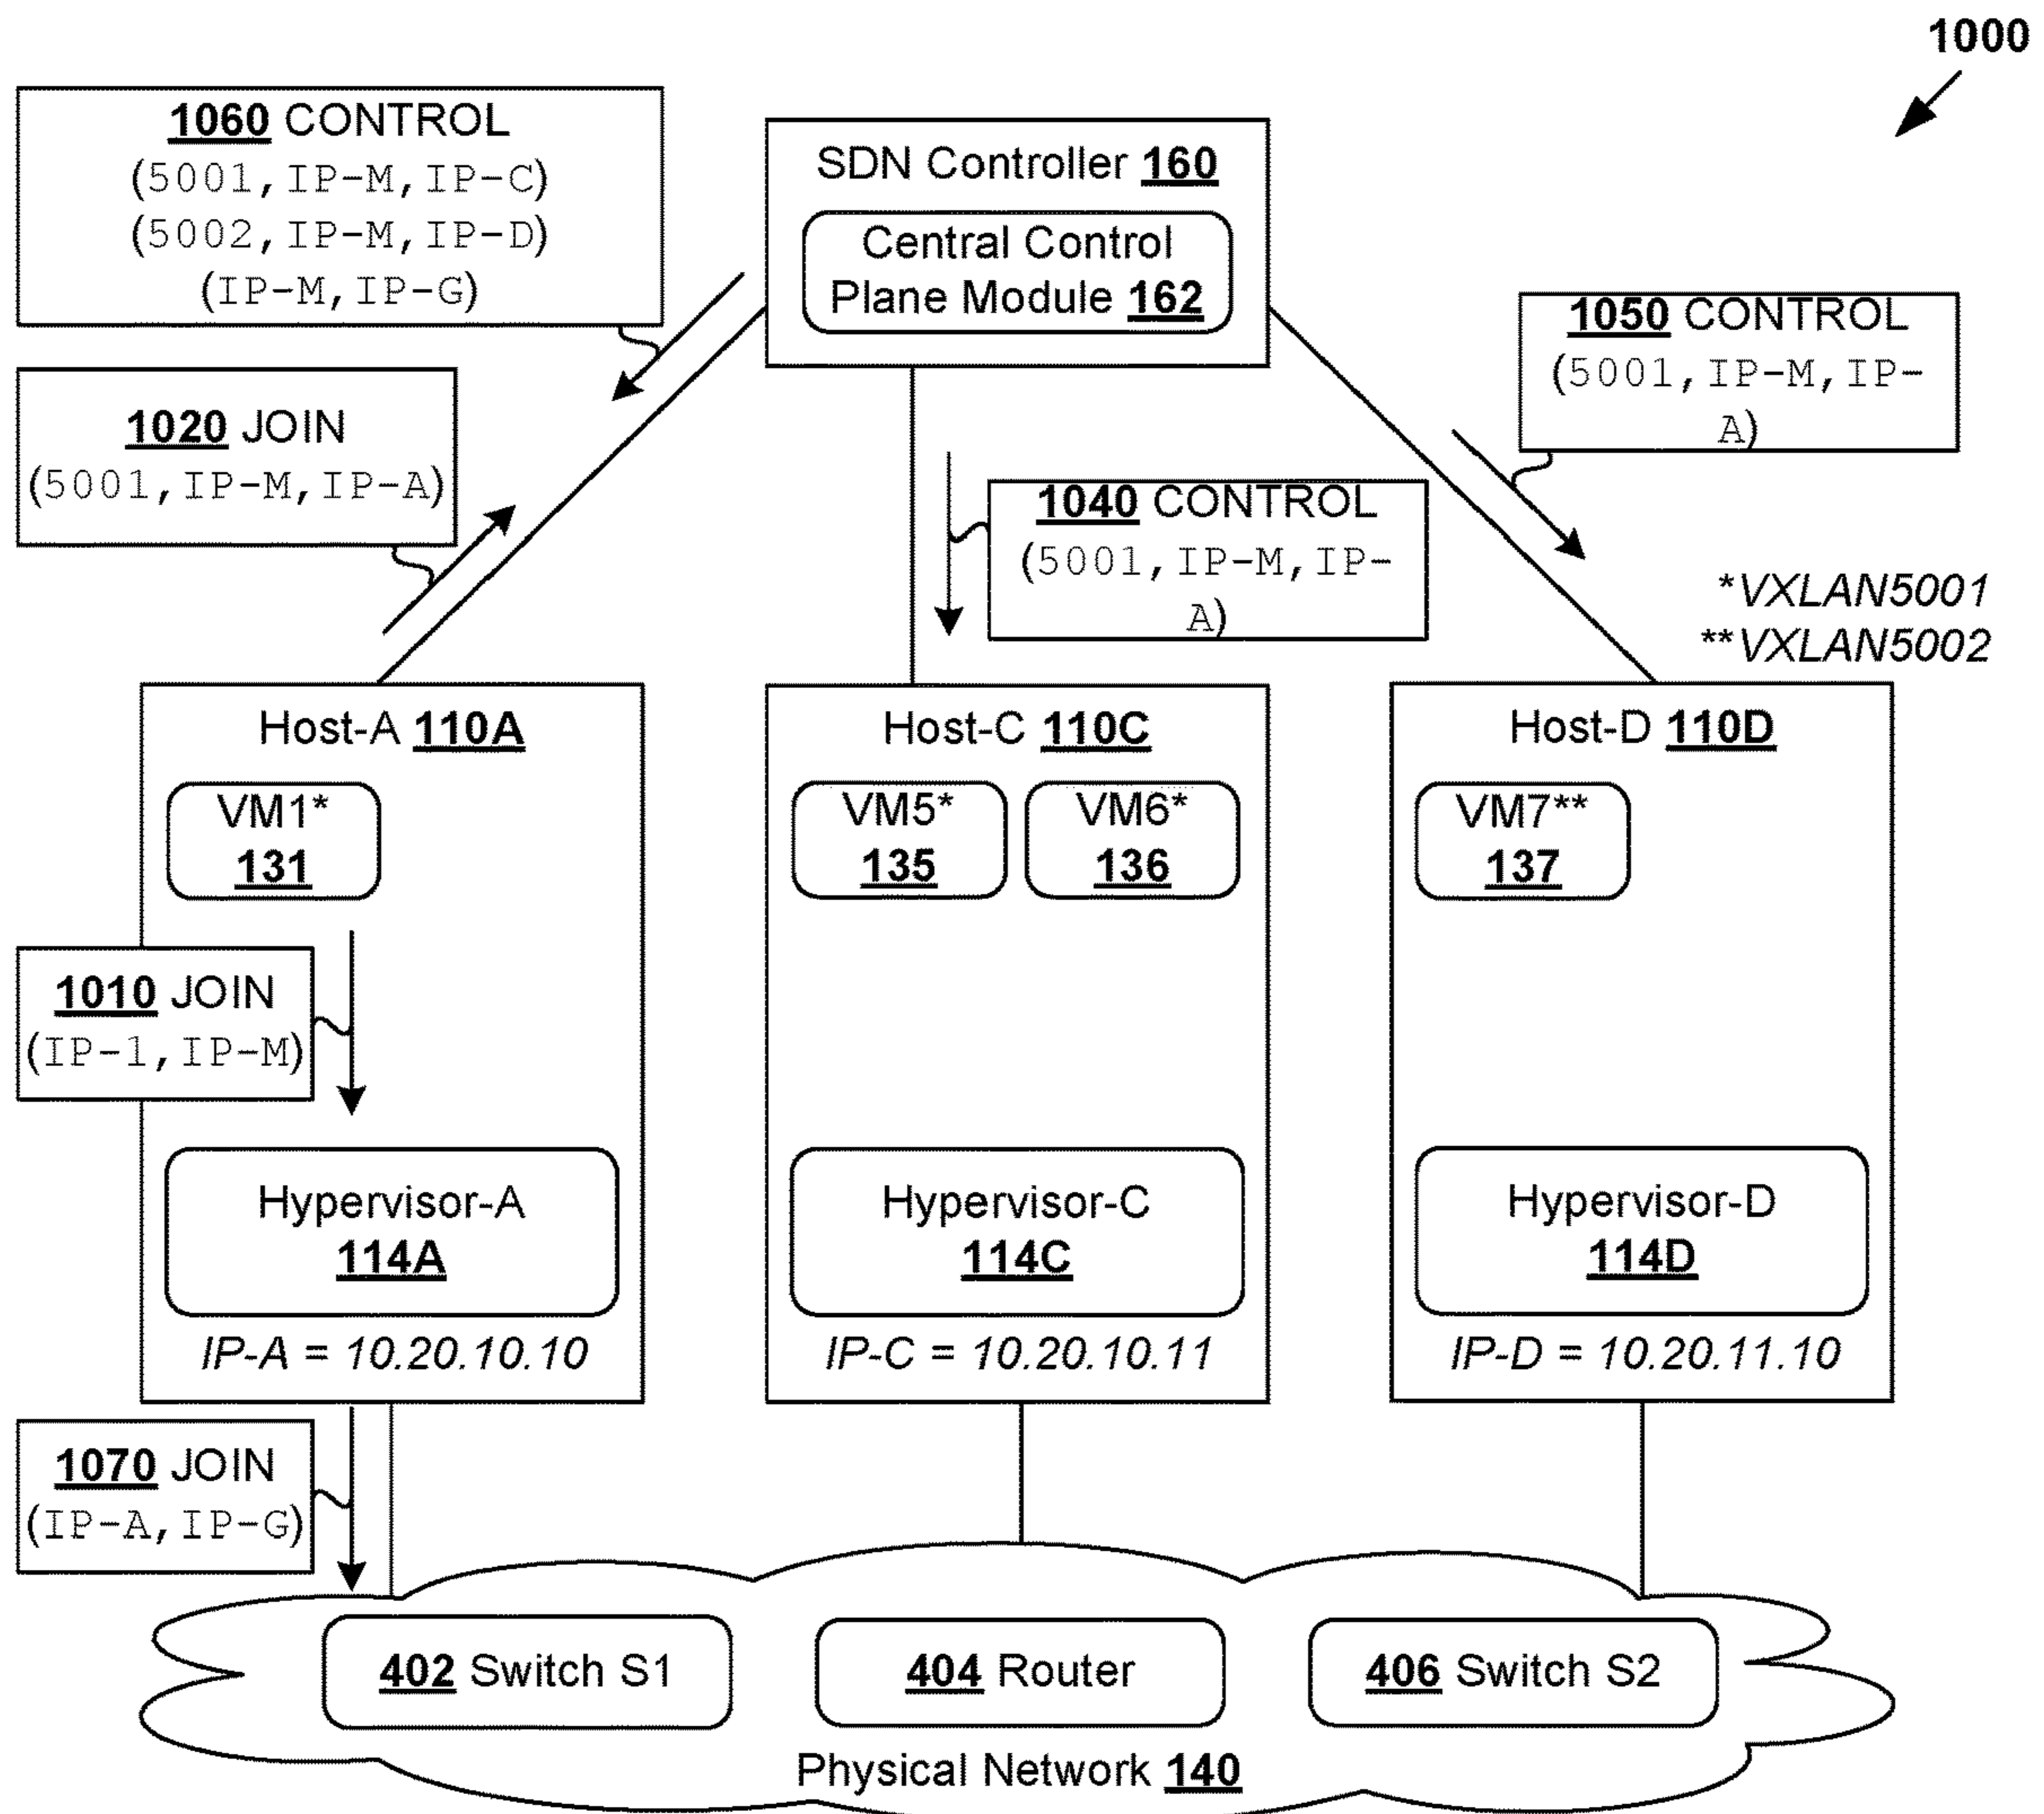 1000
1060 CONTROL
(5001, IP-M, IP-C)
(5002, IP-M, IP-D)
(IP-M, IP-G)
SDN Controller 160
Central Control
Plane Module 162
1050 CONTROL
(5001, IP-M, IP-
A)
1020 JOIN
(5001, IP-M, IP-A)
1040 CONTROL
(5001, IP-M, IP-
A)
*VXLAN5001
**VXLAN5002
Host-A 110A
VM1*
131
1010 JOIN
(IP-1, IP-M)
Hypervisor-A
114A
IP-A = 10.20.10.10
Host-C 110C
VM5*
135
VM6*
136
Hypervisor-C
114C
IP-C = 10.20.10.11
Host-D 110D
VM7**
137
Hypervisor-D
114D
IP-D = 10.20.11.10
1070 JOIN
(IP-A, IP-G)
402 Switch S1
404 Router
406 Switch S2
Physical Network 140